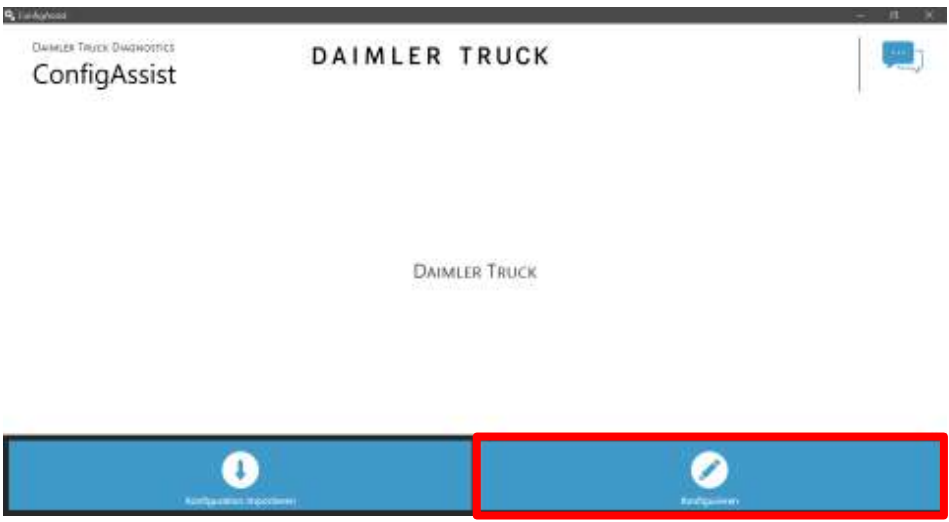 ConfigAssist
DAIMLER TRUCK DIAGNOSTICS
ConfigAssist
DAIMLER TRUCK
DAIMLER TRUCK
Konfiguration importieren
Konfigurieren